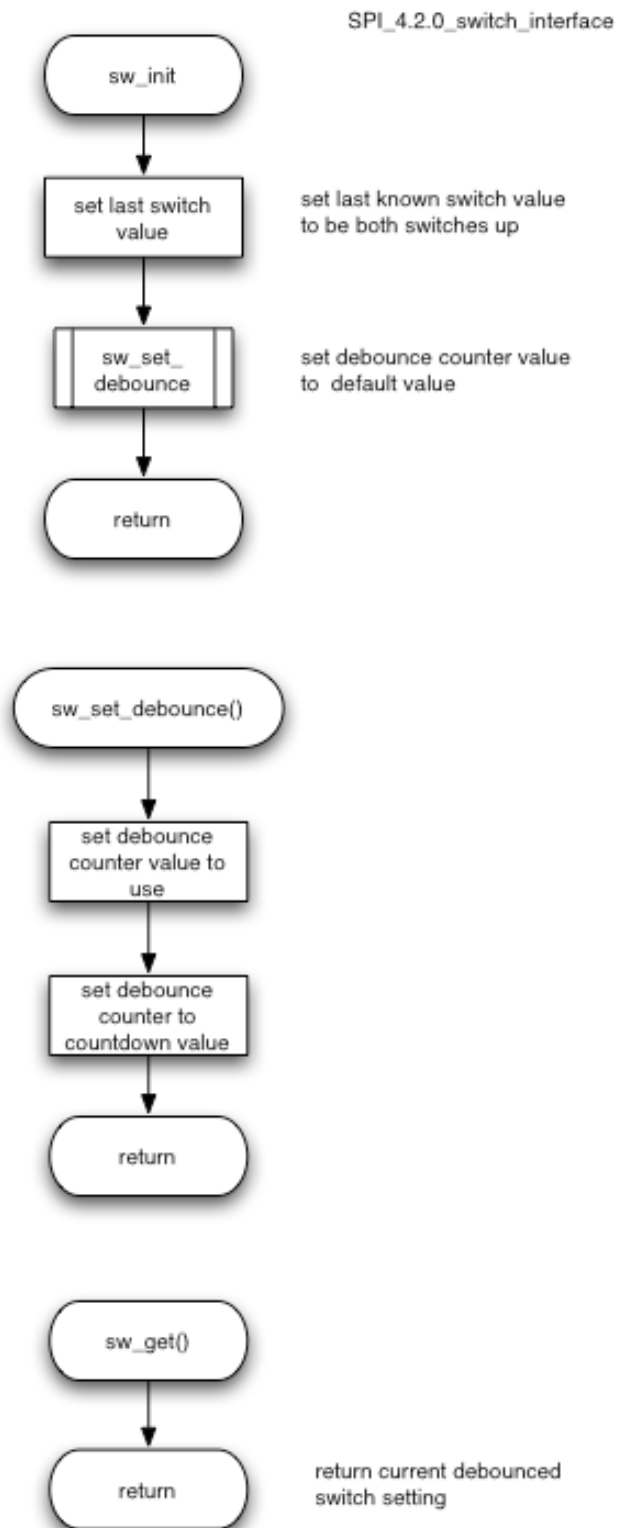 SPI_4.2.0_switch_interface
sw_init
set last switch
value
set last known switch value
to be both switches up
sw_set_
debounce
set debounce counter value
to default value
return
sw_set_debounce()
set debounce
counter value to
use
set debounce
counter to
countdown value
return
sw_get()
return
return current debounced
switch setting